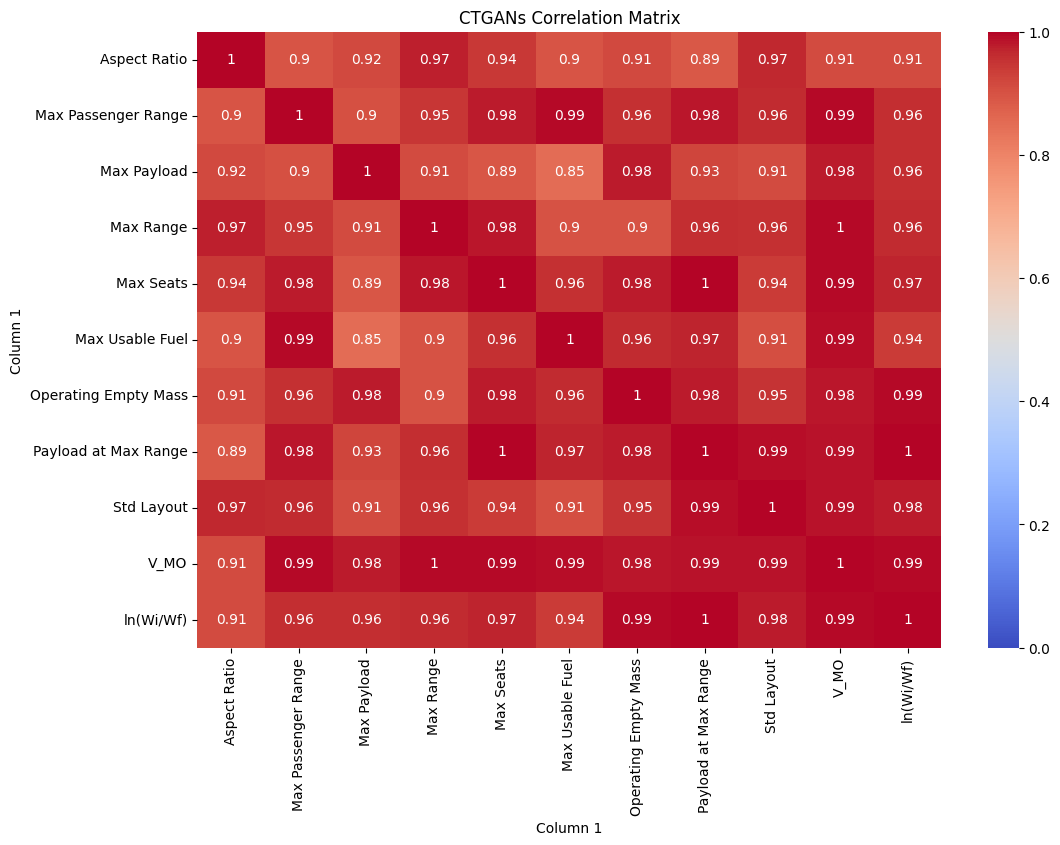 CTGANs Correlation Matrix
Aspect Ratio 1 0.9 0.92 0.97 0.94 0.9 0.91 0.89 0.97 0.91 0.91
Max Passenger Range 0.9 1 0.9 0.95 0.98 0.99 0.96 0.98 0.96 0.99 0.96
Max Payload 0.92 0.9 1 0.91 0.89 0.85 0.98 0.93 0.91 0.98 0.96
Max Range 0.97 0.95 0.91 1 0.98 0.9 0.9 0.96 0.96 1 0.96
Max Seats 0.94 0.98 0.89 0.98 1 0.96 0.98 1 0.94 0.99 0.97
Max Usable Fuel 0.9 0.99 0.85 0.9 0.96 1 0.96 0.97 0.91 0.99 0.94
Operating Empty Mass 0.91 0.96 0.98 0.9 0.98 0.96 1 0.98 0.95 0.98 0.99
Payload at Max Range 0.89 0.98 0.93 0.96 1 0.97 0.98 1 0.99 0.99 1
Std Layout 0.97 0.96 0.91 0.96 0.94 0.91 0.95 0.99 1 0.99 0.98
V_MO 0.91 0.99 0.98 1 0.99 0.99 0.98 0.99 0.99 1 0.99
ln(Wi/Wf) 0.91 0.96 0.96 0.96 0.97 0.94 0.99 1 0.98 0.99 1
Column 1
Aspect Ratio
Max Passenger Range
Max Payload
Max Range
Max Seats
Max Usable Fuel
Operating Empty Mass
Payload at Max Range
Std Layout
V_MO
ln(Wi/Wf)
Column 1
1.0
0.8
0.6
0.4
0.2
0.0